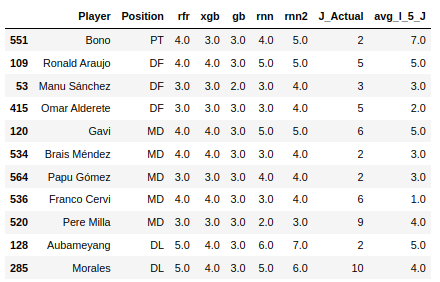 Player Position rfr xgb gb rnn rnn2 J_Actual avg_l_5_J
551 Bono PT 4.0 3.0 3.0 4.0 5.0 2 7.0
109 Ronald Araujo DF 4.0 4.0 3.0 5.0 5.0 5 5.0
53 Manu Sánchez DF 3.0 3.0 2.0 3.0 4.0 3 3.0
415 Omar Alderete DF 3.0 3.0 3.0 3.0 4.0 5 2.0
120 Gavi MD 4.0 4.0 3.0 5.0 5.0 6 5.0
534 Brais Méndez MD 4.0 4.0 3.0 3.0 4.0 2 3.0
564 Papu Gómez MD 3.0 3.0 3.0 4.0 4.0 2 3.0
536 Franco Cervi MD 4.0 4.0 3.0 3.0 4.0 6 1.0
520 Pere Milla MD 3.0 3.0 3.0 2.0 3.0 9 4.0
128 Aubameyang DL 5.0 4.0 3.0 6.0 7.0 2 5.0
285 Morales DL 5.0 4.0 3.0 5.0 6.0 10 4.0